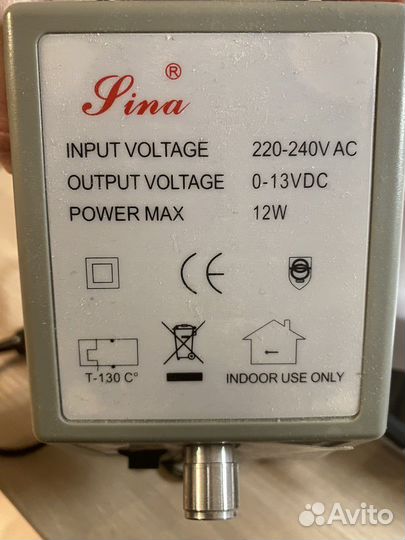 Sina ®
INPUT VOLTAGE 220-240V AC
OUTPUT VOLTAGE 0-13VDC
POWER MAX 12W
CE
T-130 C°
INDOOR USE ONLY
Avito